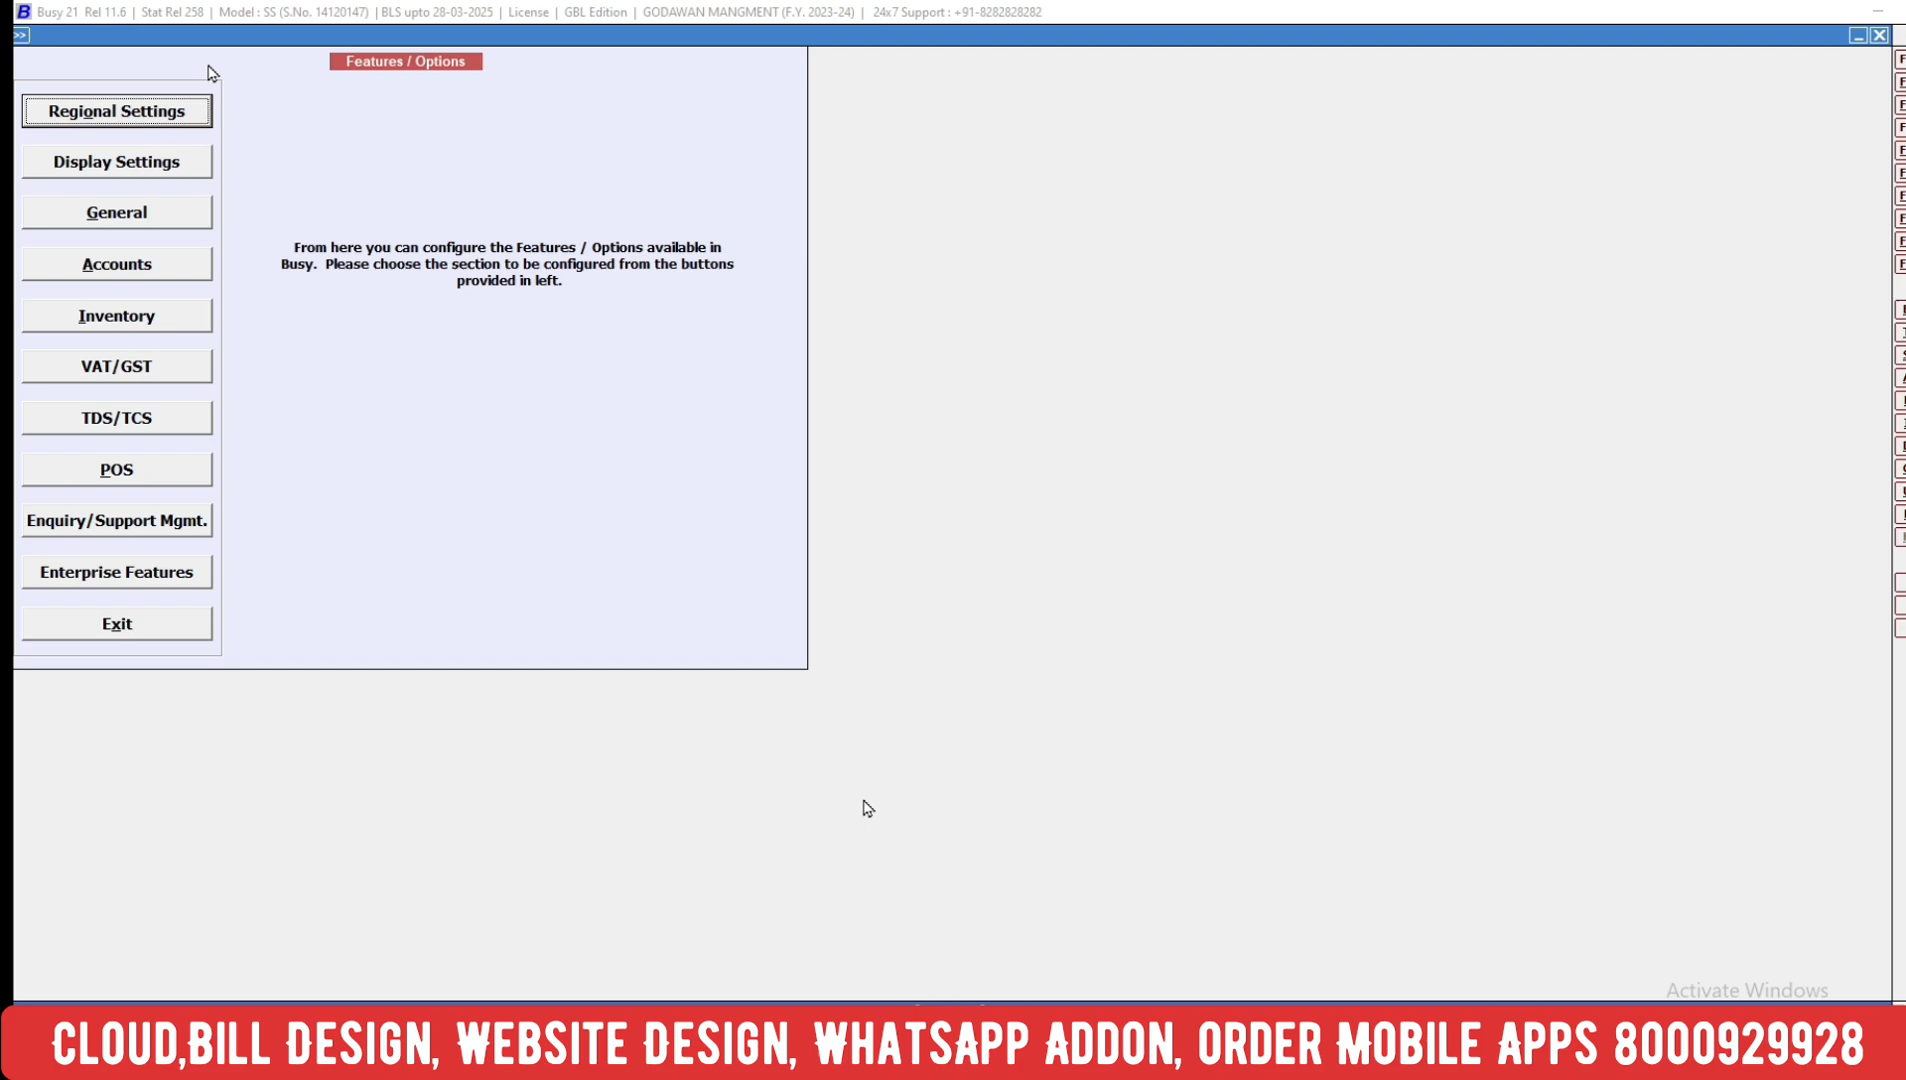 B Busy 21 Rel 11.6 | Stat Rel 258 | Model : SS (S.No. 14120147) | BLS upto 28-03-2025 | License | GBL Edition | GODAWAN MANGMENT (F.Y. 2023-24) | 24x7 Support : +91-8282828282
>>
Features / Options
Regional Settings
Display Settings
General
Accounts
Inventory
VAT/GST
TDS/TCS
POS
Enquiry/Support Mgmt.
Enterprise Features
Exit
From here you can configure the Features / Options available in
Busy. Please choose the section to be configured from the buttons
provided in left.
Activate Windows
CLOUD,BILL DESIGN, WEBSITE DESIGN, WHATSAPP ADDON, ORDER MOBILE APPS 8000929928